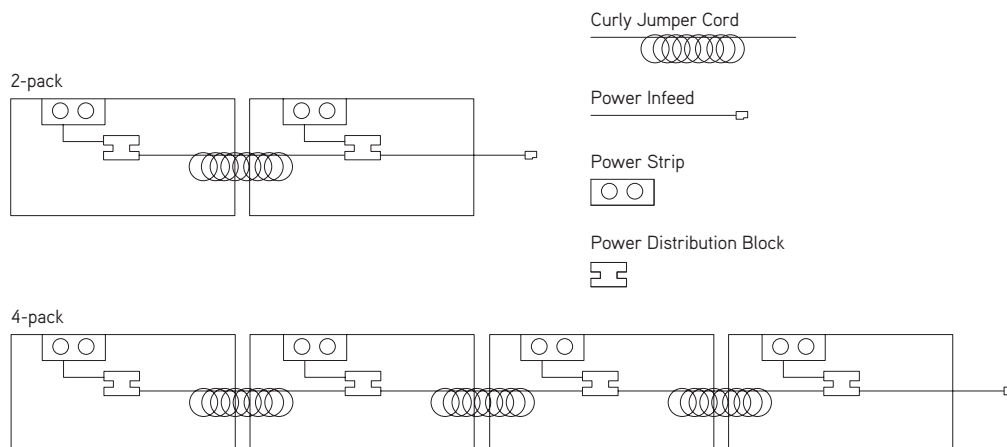 Curly Jumper Cord
2-pack
Power Infeed
Power Strip
Power Distribution Block
4-pack